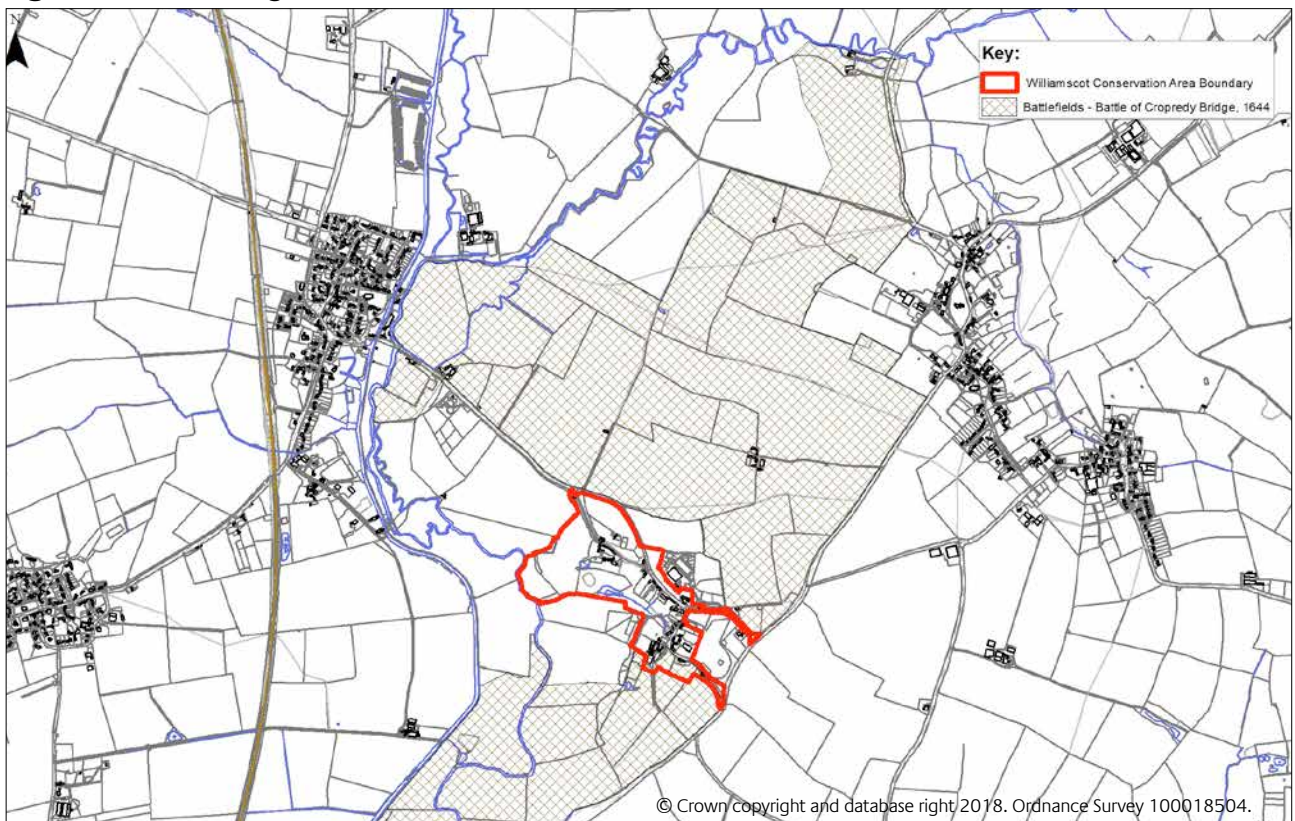 N
Key:
Williamscot Conservation Area Boundary
Battlefields - Battle of Cropredy Bridge, 1644
© Crown copyright and database right 2018. Ordnance Survey 100018504.